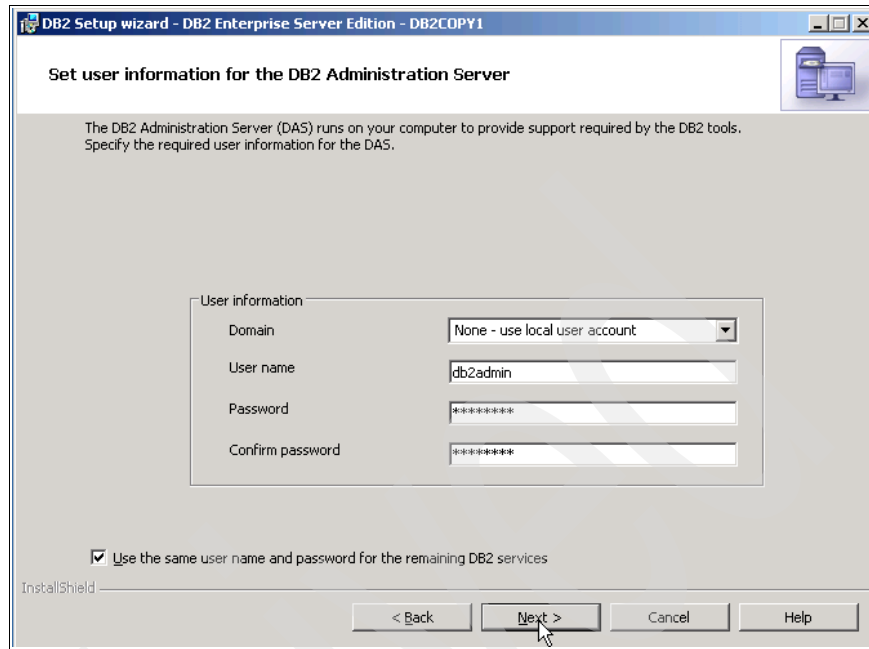 DB2 Setup wizard - DB2 Enterprise Server Edition - DB2COPY1
Set user information for the DB2 Administration Server
The DB2 Administration Server (DAS) runs on your computer to provide support required by the DB2 tools.
Specify the required user information for the DAS.
User information
Domain
None - use local user account
User name
db2admin
Password
********
Confirm password
********
Use the same user name and password for the remaining DB2 services
InstallShield
< Back
Next >
Cancel
Help